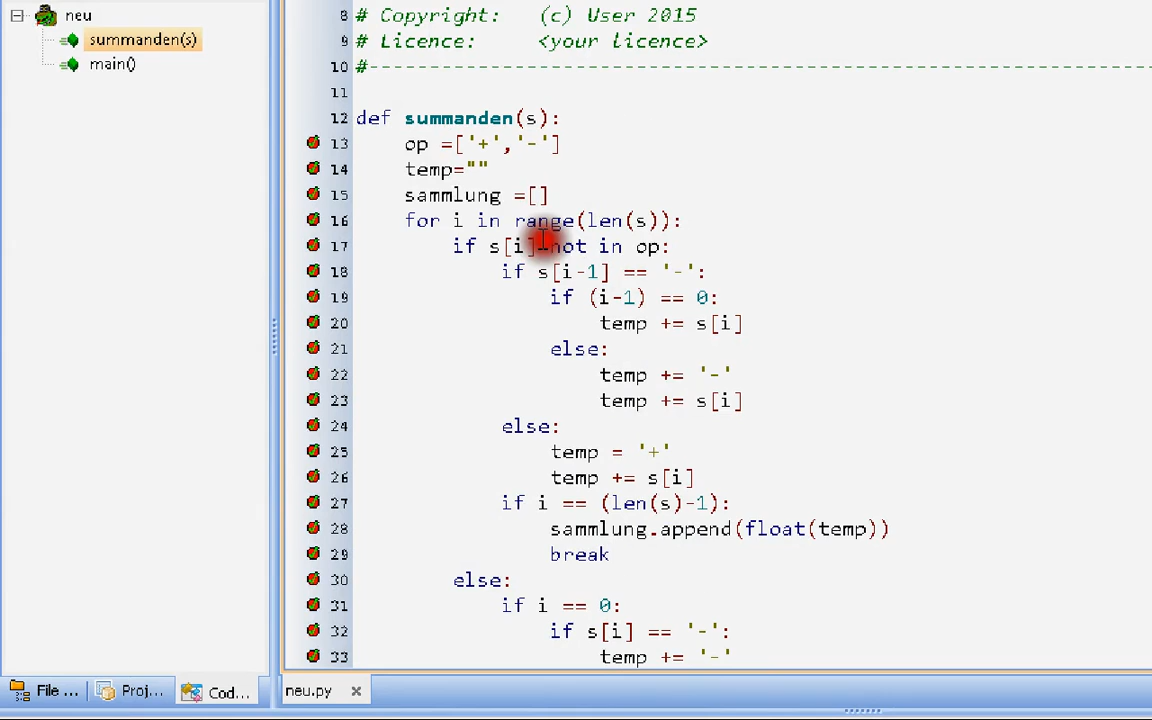 neu
summanden(s)
main()
8 # Copyright:   (c) User 2015
9 # Licence:     <your licence>
10 #-------------------------------------------------------------------------------
11
12 def summanden(s):
13     op =['+','-']
14     temp=""
15     sammlung =[]
16     for i in range(len(s)):
17         if s[i] not in op:
18             if s[i-1] == '-':
19                 if (i-1) == 0:
20                     temp += s[i]
21                 else:
22                     temp += '-'
23                     temp += s[i]
24             else:
25                 temp = '+'
26                 temp += s[i]
27             if i == (len(s)-1):
28                 sammlung.append(float(temp))
29                 break
30         else:
31             if i == 0:
32                 if s[i] == '-':
33                     temp += '-'
File ... Proj... Cod...
neu.py